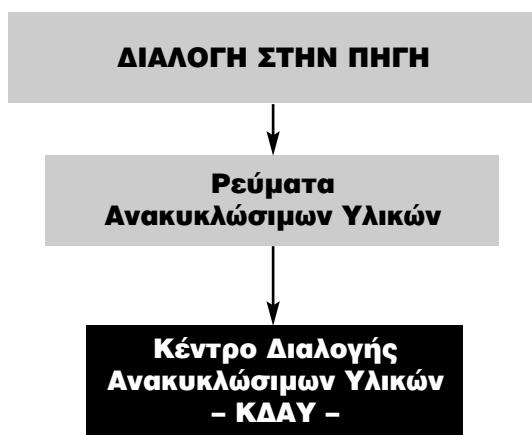 ΔΙΑΛΟΓΗ ΣΤΗΝ ΠΗΓΗ
Ρεύματα
Ανακυκλώσιμων Υλικών
Κέντρο Διαλογής
Ανακυκλώσιμων Υλικών
– ΚΔΑΥ –